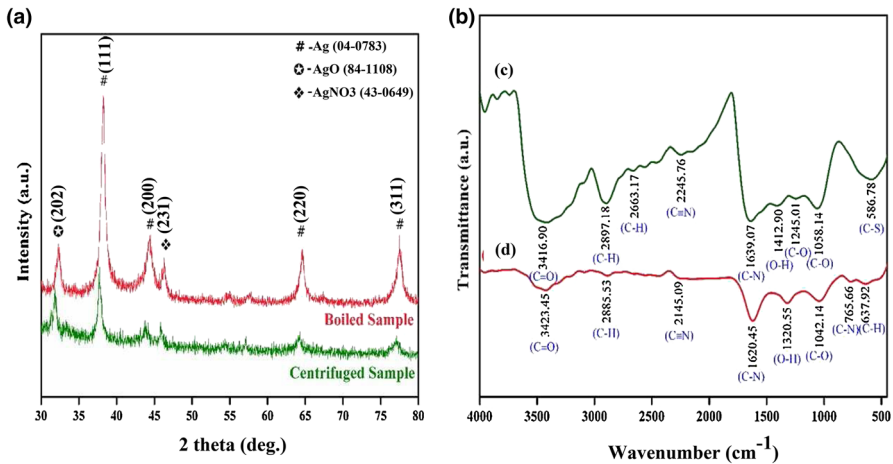 (a)
#-Ag (04-0783)
✪-AgO (84-1108)
❖-AgNO3 (43-0649)
# (111)
✪ (202)
# (200)
❖ (231)
# (220)
# (311)
Boiled Sample
Centrifuged Sample
Intensity (a.u.)
30 35 40 45 50 55 60 65 70 75 80
2 theta (deg.)
(b)
(c)
3416.90
(C=O)
2897.18
(C-H)
2663.17
(C-H)
2245.76
(C≡N)
1639.07
(C-N)
1412.90
(O-H)
1245.01
(C-O)
1058.14
(C-O)
586.78
(C-S)
(d)
3423.45
(C=O)
2885.53
(C-H)
2145.09
(C≡N)
1620.45
(C-N)
1320.55
(O-H)
1042.14
(C-O)
765.66
(C-N)
637.92
(C-H)
Transmittance (a.u.)
4000 3500 3000 2500 2000 1500 1000 500
Wavenumber (cm-1)